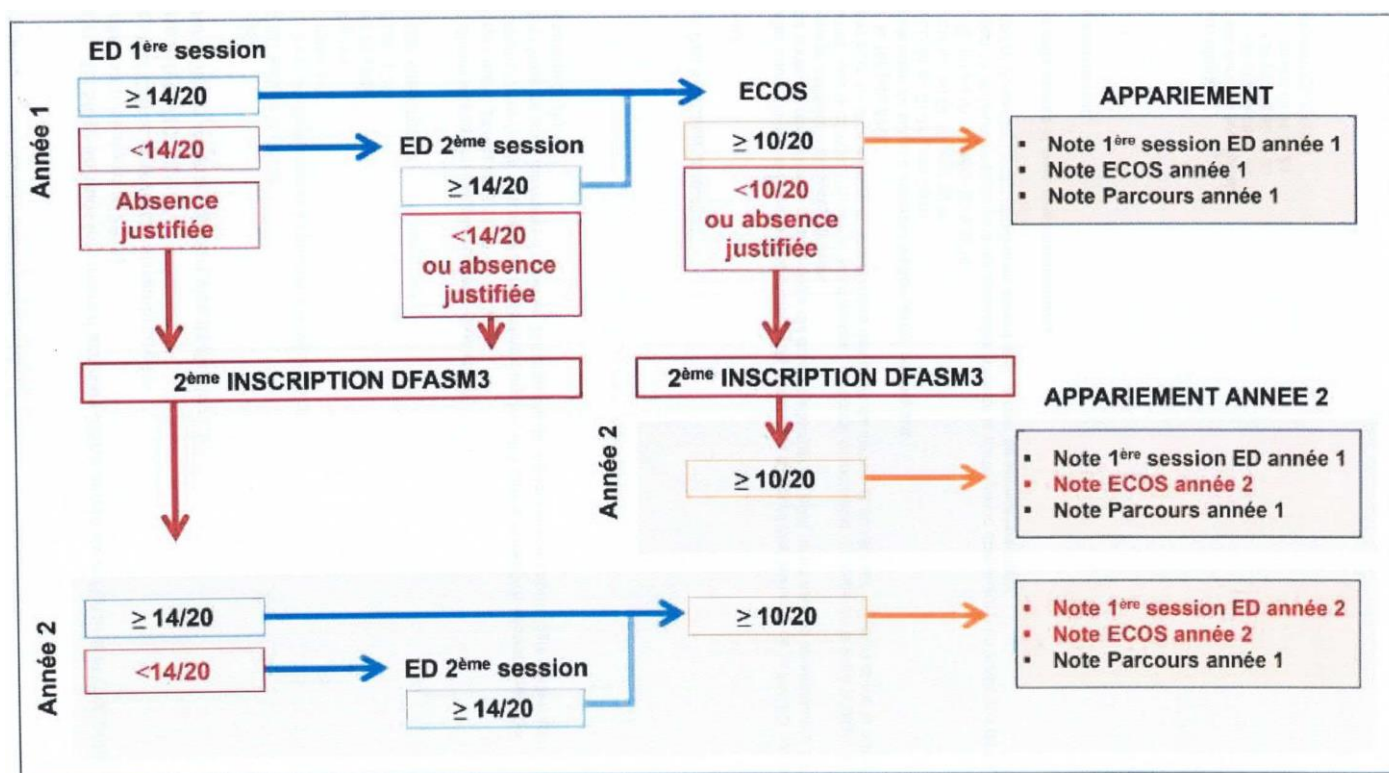 ED 1ère session
Année 1
≥ 14/20
<14/20
Absence
justifiée
ED 2ème session
≥ 14/20
<14/20
ou absence
justifiée
ECOS
≥ 10/20
<10/20
ou absence
justifiée
APPARIEMENT
▪ Note 1ère session ED année 1
▪ Note ECOS année 1
▪ Note Parcours année 1
2ème INSCRIPTION DFASM3
2ème INSCRIPTION DFASM3
Année 2
≥ 10/20
APPARIEMENT ANNEE 2
▪ Note 1ère session ED année 1
▪ Note ECOS année 2
▪ Note Parcours année 1
Année 2
≥ 14/20
<14/20
ED 2ème session
≥ 14/20
≥ 10/20
▪ Note 1ère session ED année 2
▪ Note ECOS année 2
▪ Note Parcours année 1